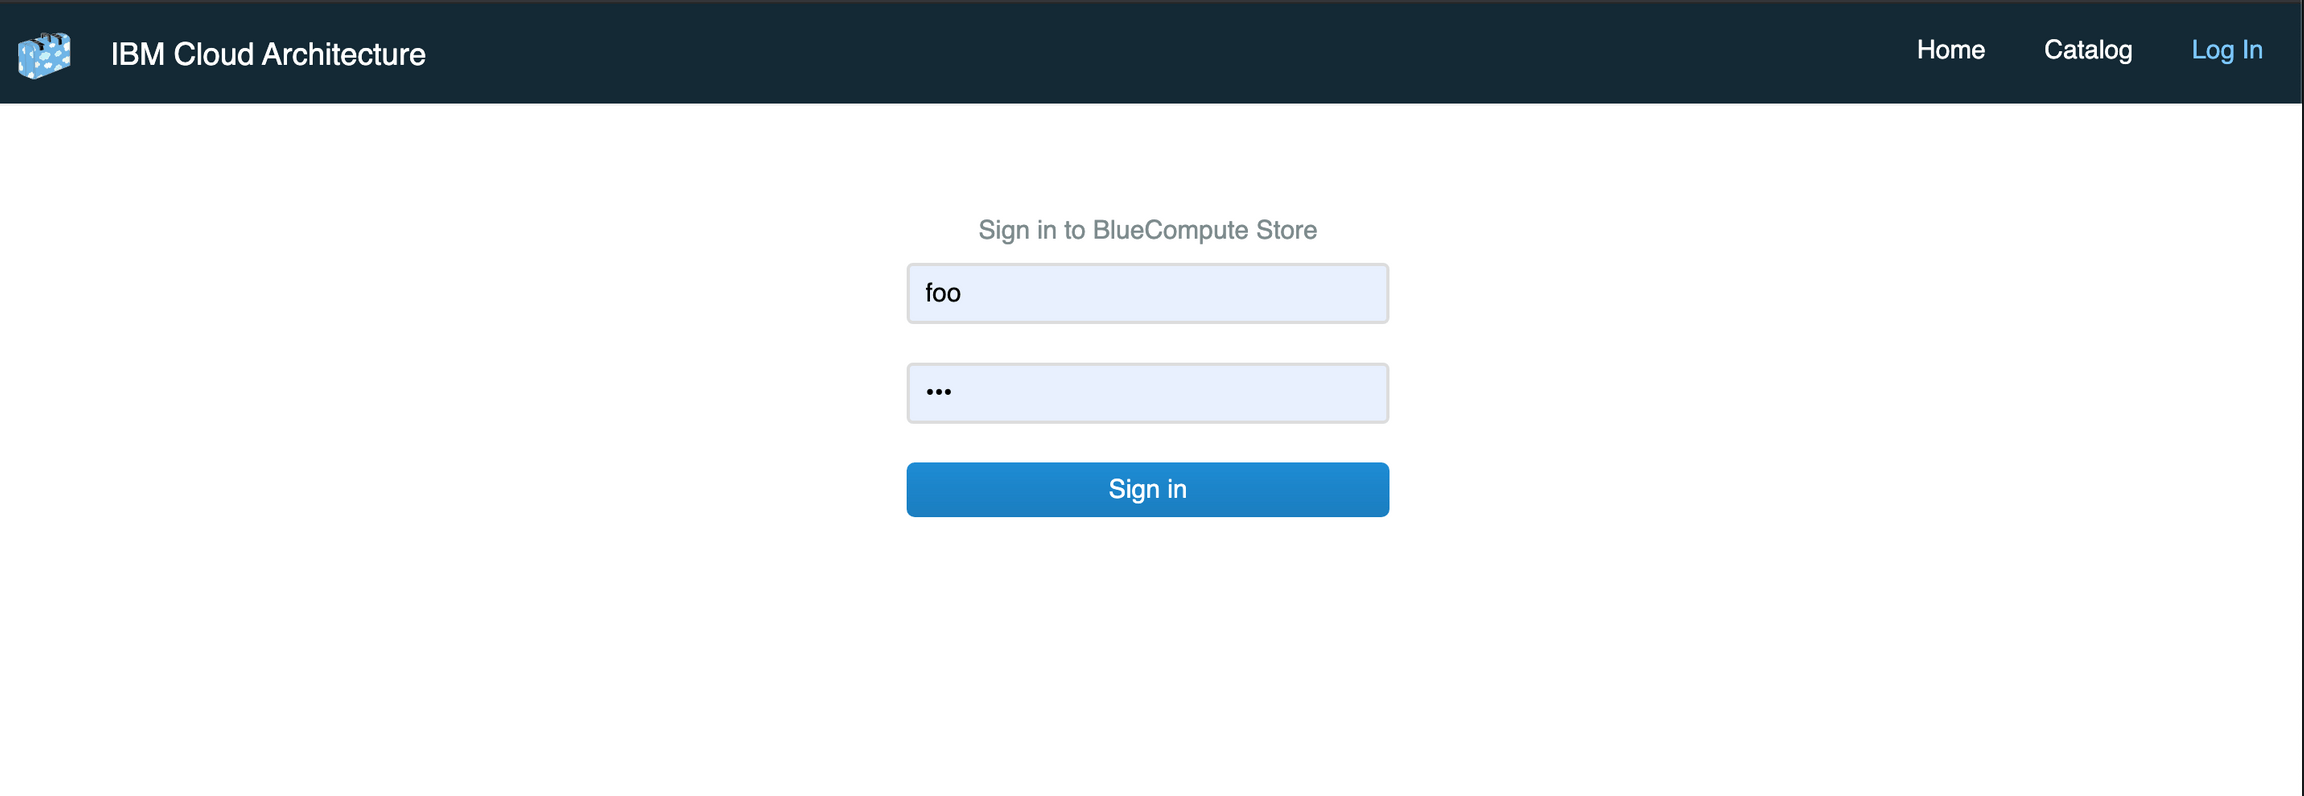 IBM Cloud Architecture
Home Catalog Log In
Sign in to BlueCompute Store
foo
•••
Sign in